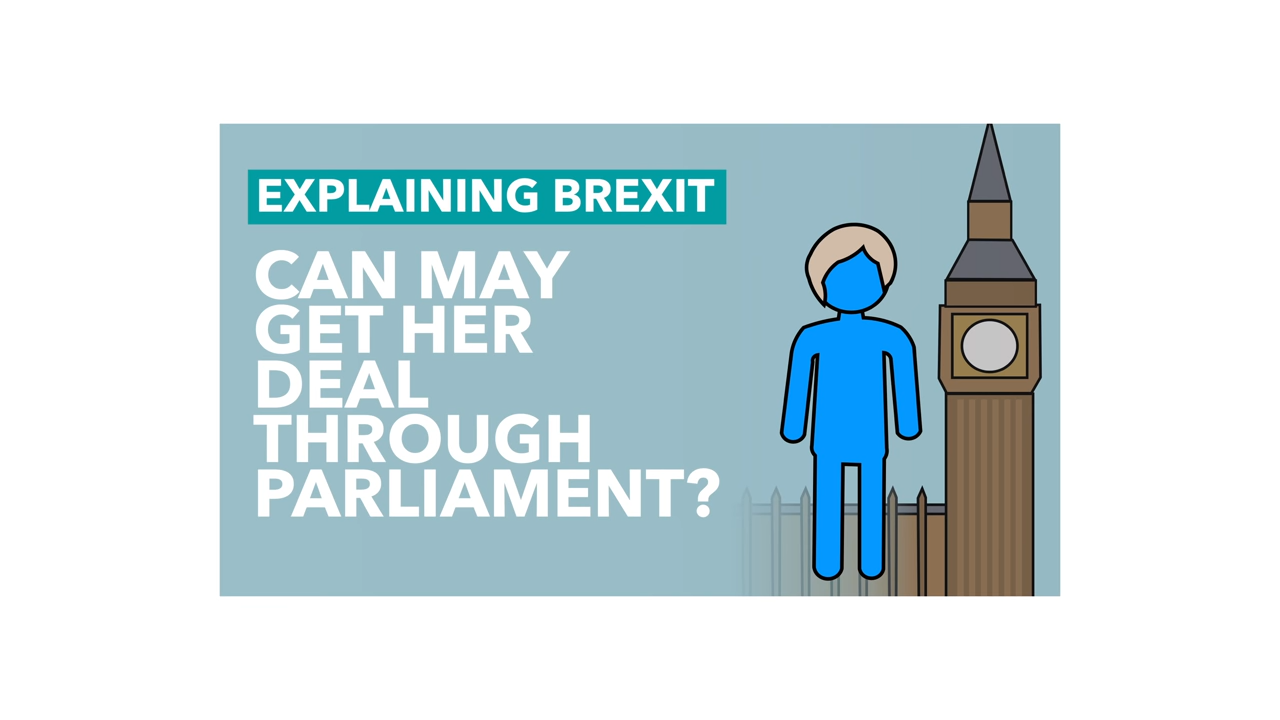 EXPLAINING BREXIT
CAN MAY
GET HER
DEAL
THROUGH
PARLIAMENT?